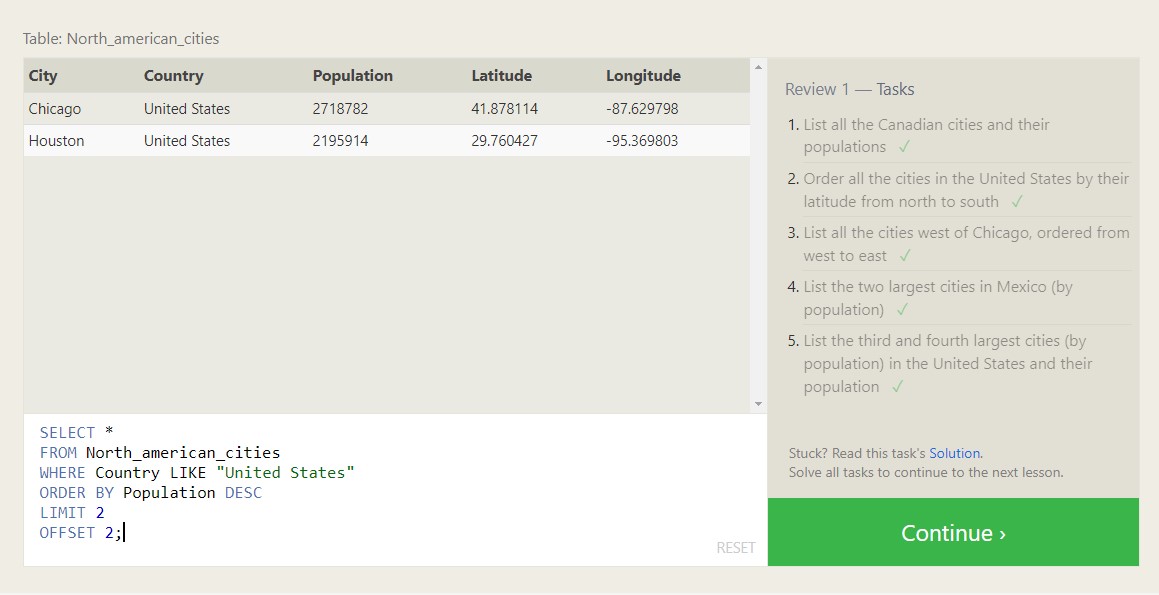 Table: North_american_cities
City Country Population Latitude Longitude
Chicago United States 2718782 41.878114 -87.629798
Houston United States 2195914 29.760427 -95.369803
SELECT *
FROM North_american_cities
WHERE Country LIKE "United States"
ORDER BY Population DESC
LIMIT 2
OFFSET 2;
RESET
Review 1 — Tasks
1. List all the Canadian cities and their
populations ✓
2. Order all the cities in the United States by their
latitude from north to south ✓
3. List all the cities west of Chicago, ordered from
west to east ✓
4. List the two largest cities in Mexico (by
population) ✓
5. List the third and fourth largest cities (by
population) in the United States and their
population ✓
Stuck? Read this task's Solution.
Solve all tasks to continue to the next lesson.
Continue ›